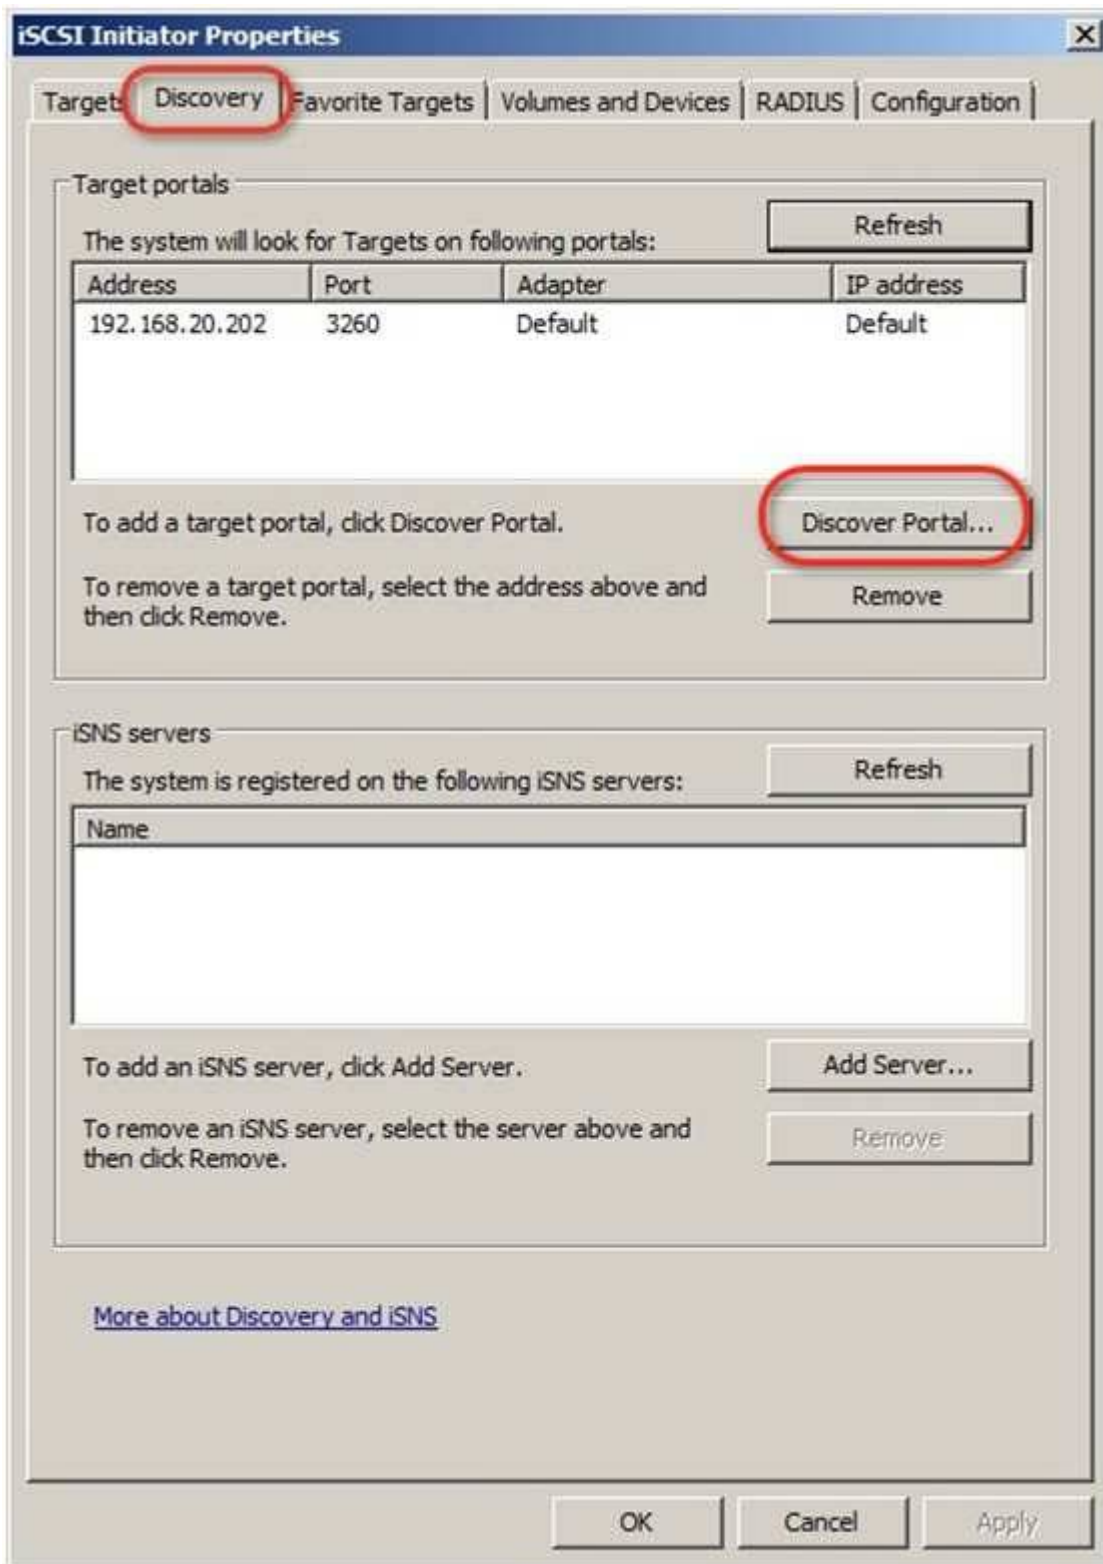 iSCSI Initiator Properties
Targets Discovery Favorite Targets Volumes and Devices RADIUS Configuration
Target portals
Refresh
The system will look for Targets on following portals:
Address Port Adapter IP address
192.168.20.202 3260 Default Default
To add a target portal, click Discover Portal.
Discover Portal...
To remove a target portal, select the address above and
then click Remove.
Remove
iSNS servers
Refresh
The system is registered on the following iSNS servers:
Name
To add an iSNS server, click Add Server.
Add Server...
To remove an iSNS server, select the server above and
then click Remove.
Remove
More about Discovery and iSNS
OK Cancel Apply